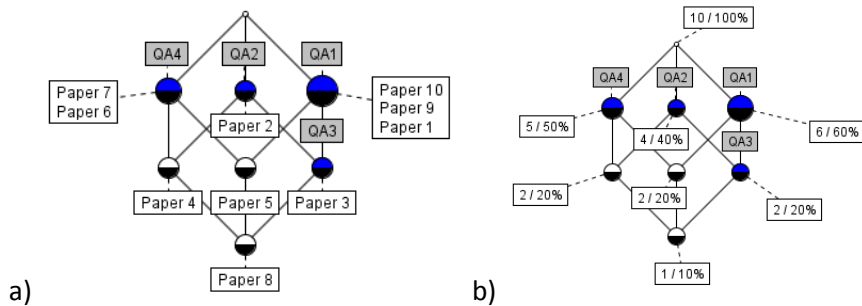 QA4
QA2
QA1
Paper 7
Paper 6
Paper 10
Paper 9
Paper 1
Paper 2
QA3
Paper 4
Paper 5
Paper 3
Paper 8
a)
10 / 100%
QA4
QA2
QA1
5 / 50%
4 / 40%
6 / 60%
QA3
2 / 20%
2 / 20%
2 / 20%
1 / 10%
b)